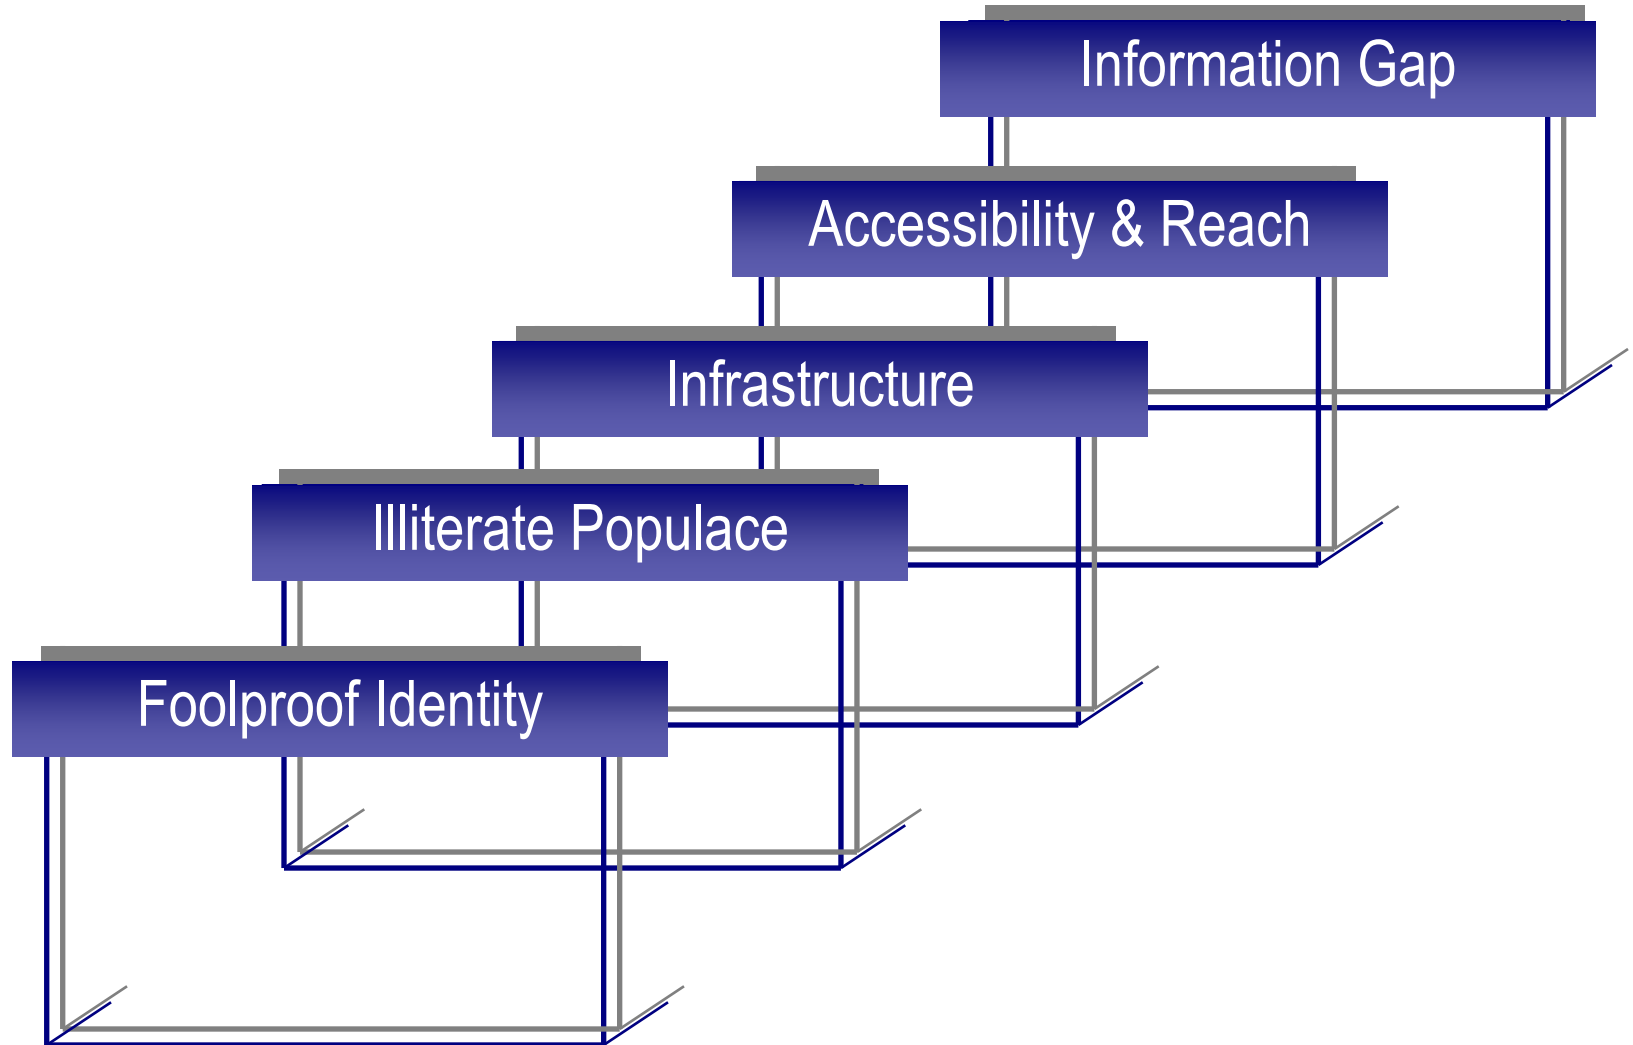 Information Gap
Accessibility & Reach
Infrastructure
Illiterate Populace
Foolproof Identity